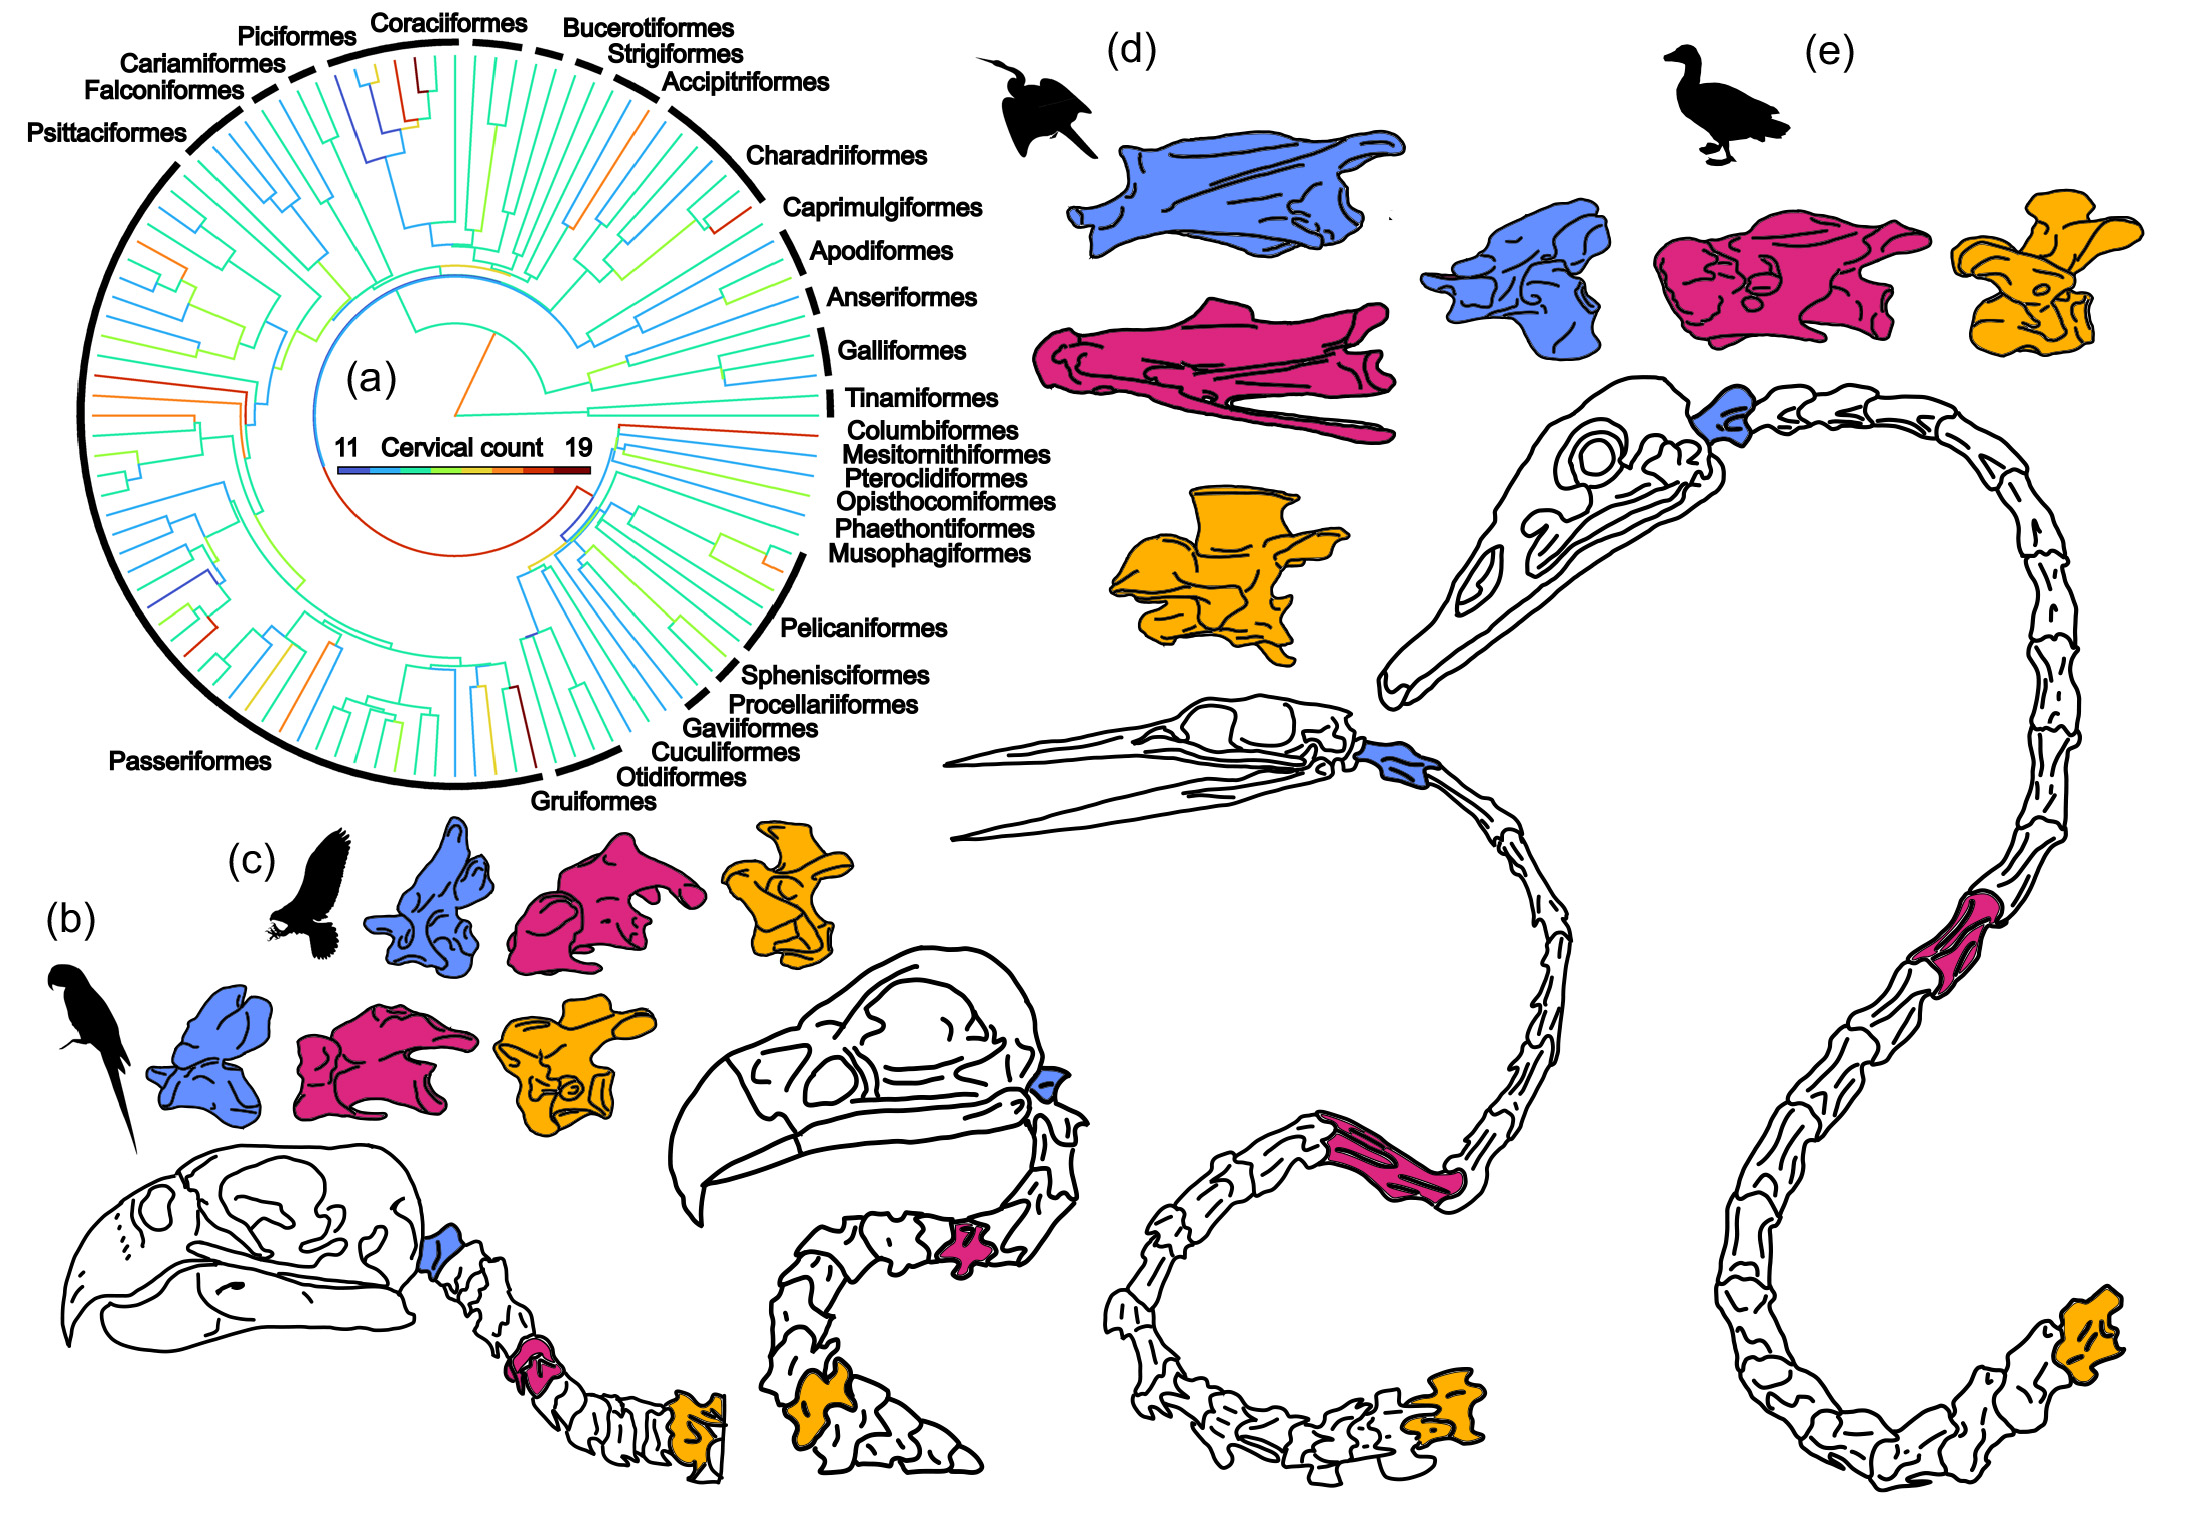 Coraciiformes
Piciformes
Cariamiformes
Falconiformes
Psittaciformes
Bucerotiformes
Strigiformes
Accipitriformes
Charadriiformes
Caprimulgiformes
Apodiformes
Anseriformes
Galliformes
Tinamiformes
Columbiformes
Mesitornithiformes
Pteroclidiformes
Opisthocomiformes
Phaethontiformes
Musophagiformes
Pelicaniformes
Sphenisciformes
Procellariiformes
Gaviiformes
Cuculiformes
Otidiformes
Gruiformes
Passeriformes
(a)
11 Cervical count 19
(b)
(c)
(d)
(e)